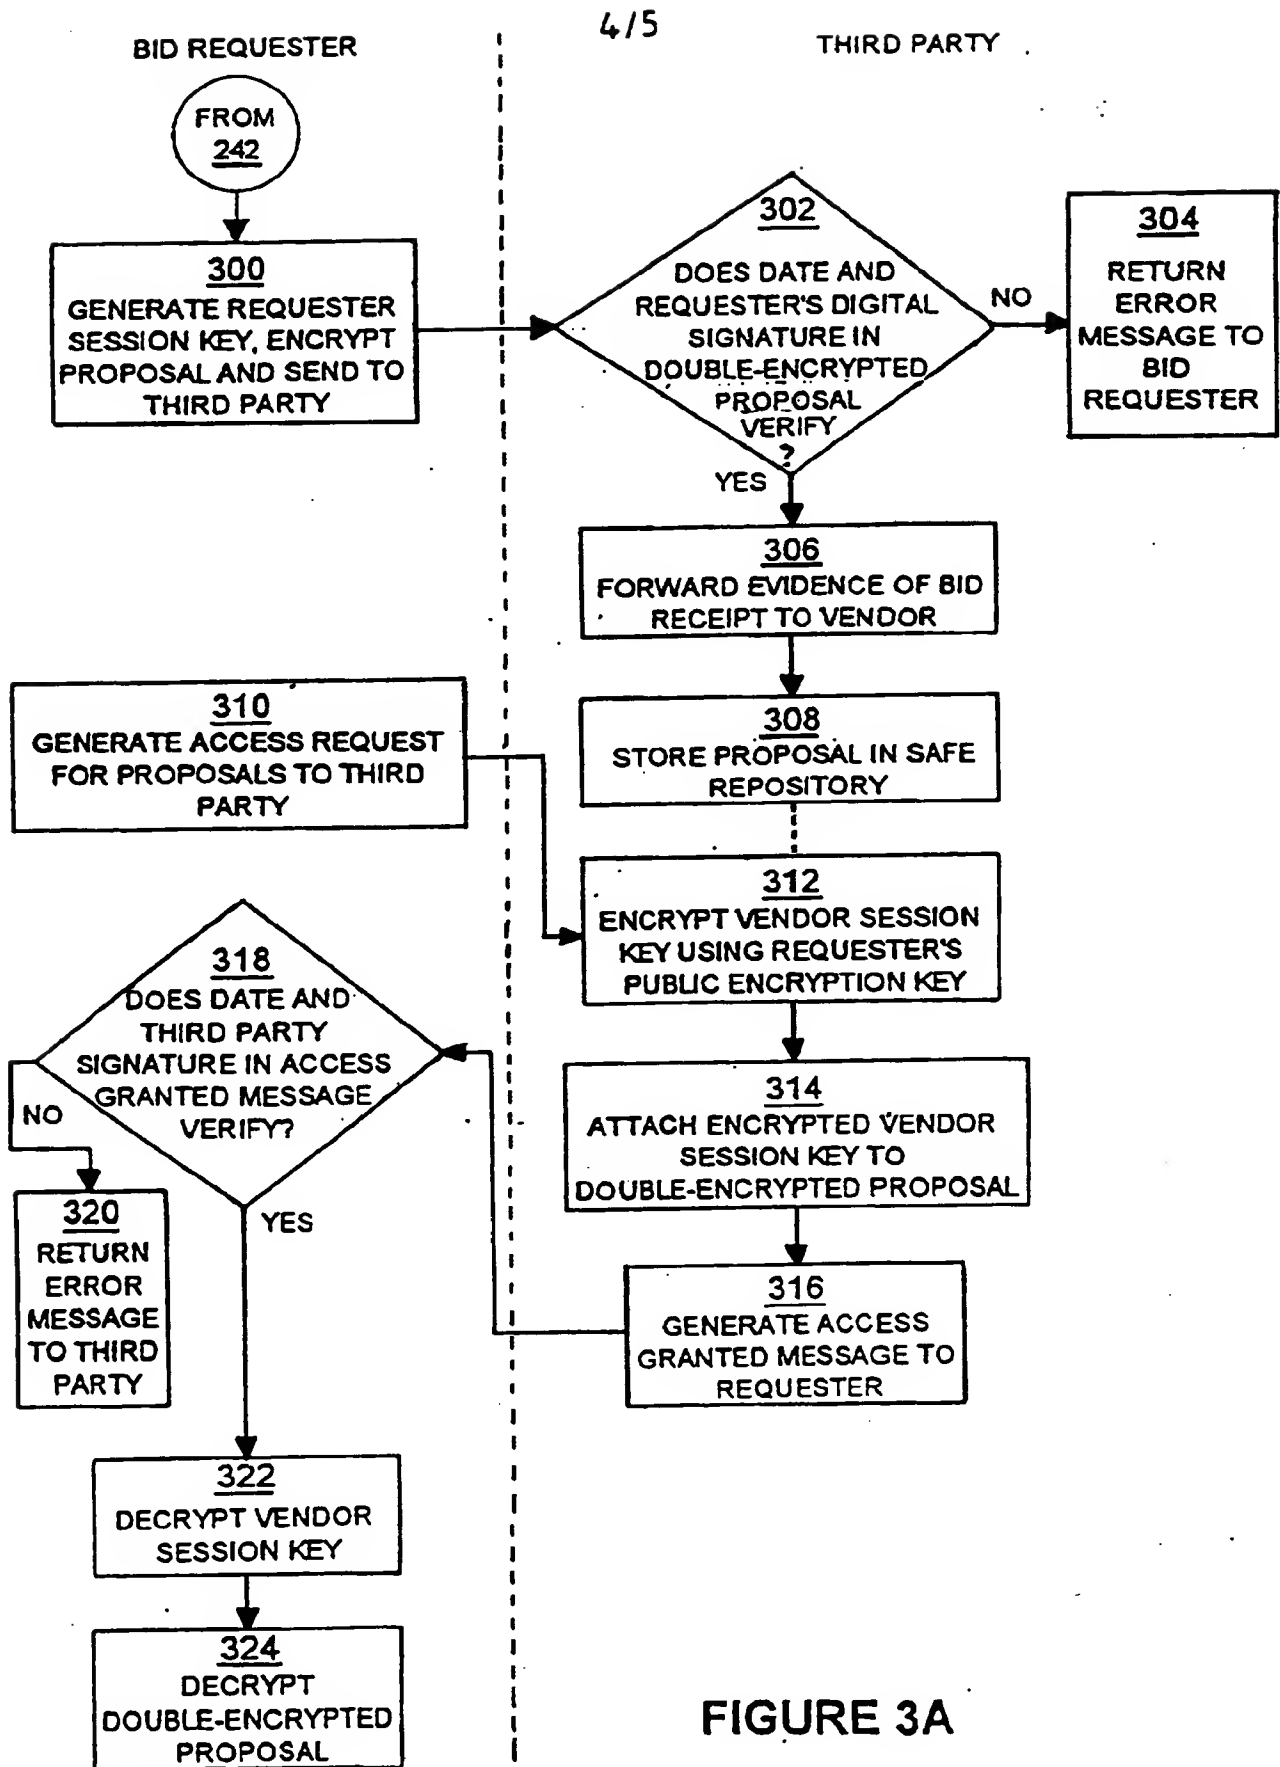 4/5
BID REQUESTER
THIRD PARTY
FROM
242
300
GENERATE REQUESTER
SESSION KEY, ENCRYPT
PROPOSAL AND SEND TO
THIRD PARTY
302
DOES DATE AND
REQUESTER'S DIGITAL
SIGNATURE IN
DOUBLE-ENCRYPTED
PROPOSAL
VERIFY
?
NO
YES
304
RETURN
ERROR
MESSAGE TO
BID
REQUESTER
306
FORWARD EVIDENCE OF BID
RECEIPT TO VENDOR
308
STORE PROPOSAL IN SAFE
REPOSITORY
310
GENERATE ACCESS REQUEST
FOR PROPOSALS TO THIRD
PARTY
312
ENCRYPT VENDOR SESSION
KEY USING REQUESTER'S
PUBLIC ENCRYPTION KEY
314
ATTACH ENCRYPTED VENDOR
SESSION KEY TO
DOUBLE-ENCRYPTED PROPOSAL
316
GENERATE ACCESS
GRANTED MESSAGE TO
REQUESTER
318
DOES DATE AND
THIRD PARTY
SIGNATURE IN ACCESS
GRANTED MESSAGE
VERIFY?
NO
YES
320
RETURN
ERROR
MESSAGE
TO THIRD
PARTY
322
DECRYPT VENDOR
SESSION KEY
324
DECRYPT
DOUBLE-ENCRYPTED
PROPOSAL
FIGURE 3A